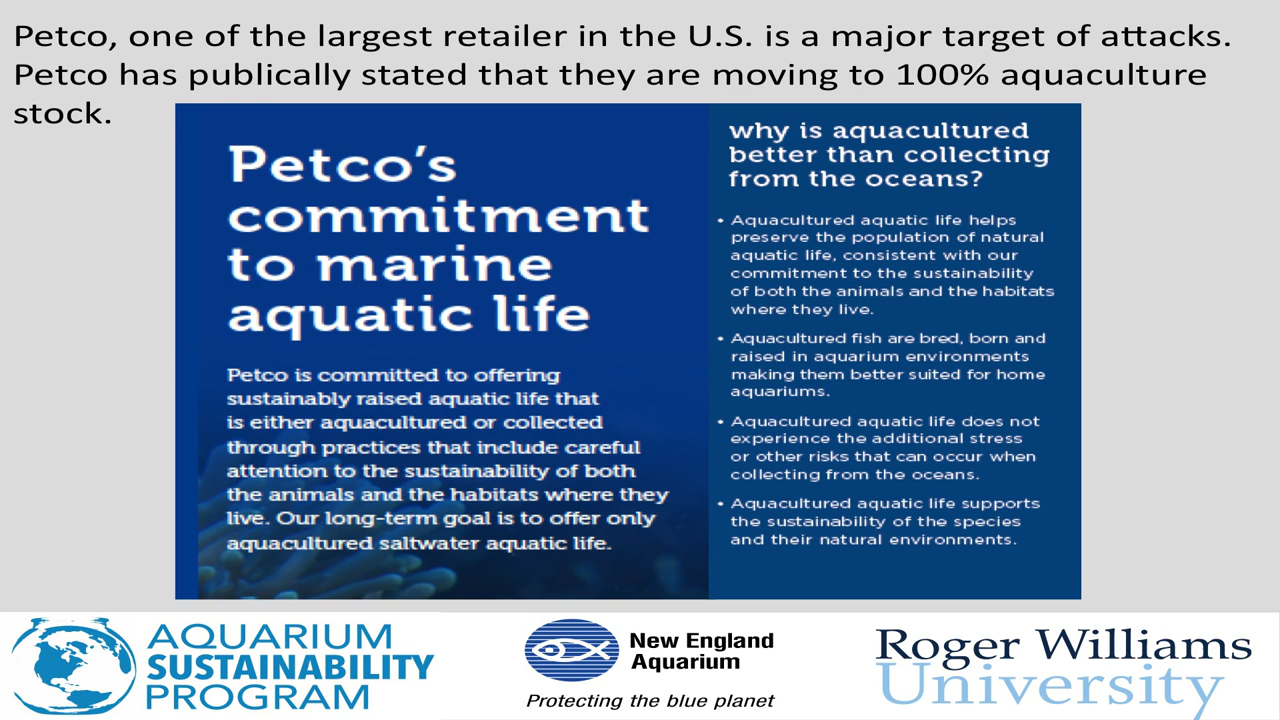 Petco, one of the largest retailer in the U.S. is a major target of attacks.
Petco has publically stated that they are moving to 100% aquaculture
stock.
Petco's
commitment
to marine
aquatic life
Petco is committed to offering
sustainably raised aquatic life that
is either aquacultured or collected
through practices that include careful
attention to the sustainability of both
the animals and the habitats where they
live. Our long-term goal is to offer only
aquacultured saltwater aquatic life.
why is aquacultured
better than collecting
from the oceans?
• Aquacultured aquatic life helps
preserve the population of natural
aquatic life, consistent with our
commitment to the sustainability
of both the animals and the habitats
where they live.
• Aquacultured fish are bred, born and
raised in aquarium environments
making them better suited for home
aquariums.
• Aquacultured aquatic life does not
experience the additional stress
or other risks that can occur when
collecting from the oceans.
• Aquacultured aquatic life supports
the sustainability of the species
and their natural environments.
AQUARIUM
SUSTAINABILITY
PROGRAM
New England
Aquarium
Protecting the blue planet
Roger Williams
University